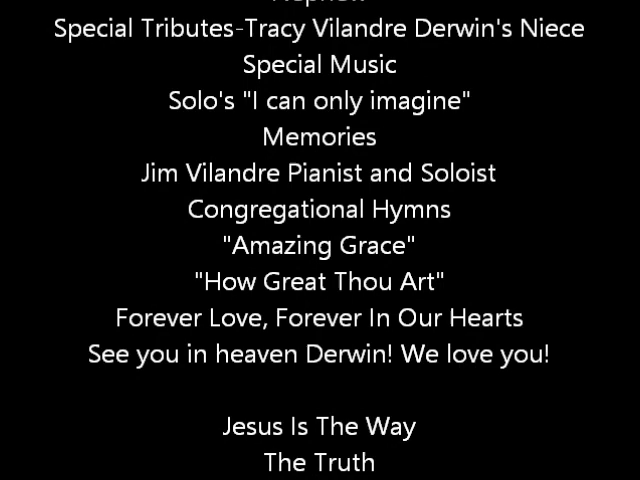 Special Tributes-Tracy Vilandre Derwin's Niece
Special Music
Solo's "I can only imagine"
Memories
Jim Vilandre Pianist and Soloist
Congregational Hymns
"Amazing Grace"
"How Great Thou Art"
Forever Love, Forever In Our Hearts
See you in heaven Derwin! We love you!
Jesus Is The Way
The Truth